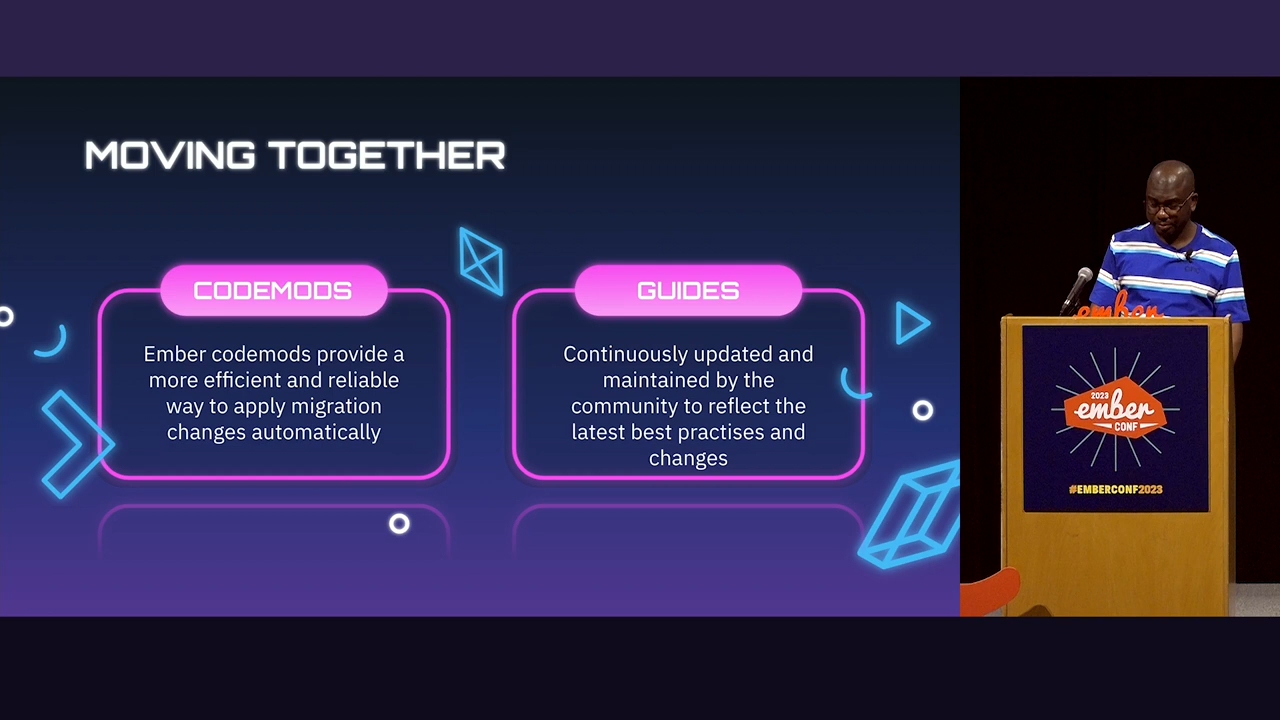 MOVING TOGETHER
CODEMODS
Ember codemods provide a
more efficient and reliable
way to apply migration
changes automatically
GUIDES
Continuously updated and
maintained by the
community to reflect the
latest best practises and
changes
ember
2023
ember
CONF
#EMBERCONF2023